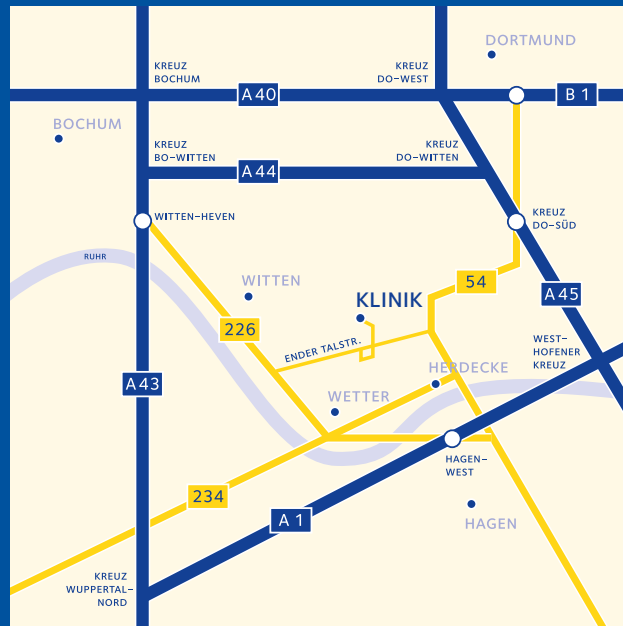 DORTMUND
KREUZ
BOCHUM
KREUZ
DO-WEST
A 40
B 1
BOCHUM
KREUZ
BO-WITTEN
KREUZ
DO-WITTEN
A 44
WITTEN-HEVEN
KREUZ
DO-SÜD
RUHR
WITTEN
54
A 45
KLINIK
226
ENDER TALSTR.
WEST-
HOFENER
KREUZ
HERDECKE
A 43
WETTER
HAGEN-
WEST
234
A 1
HAGEN
KREUZ
WUPPERTAL-
NORD